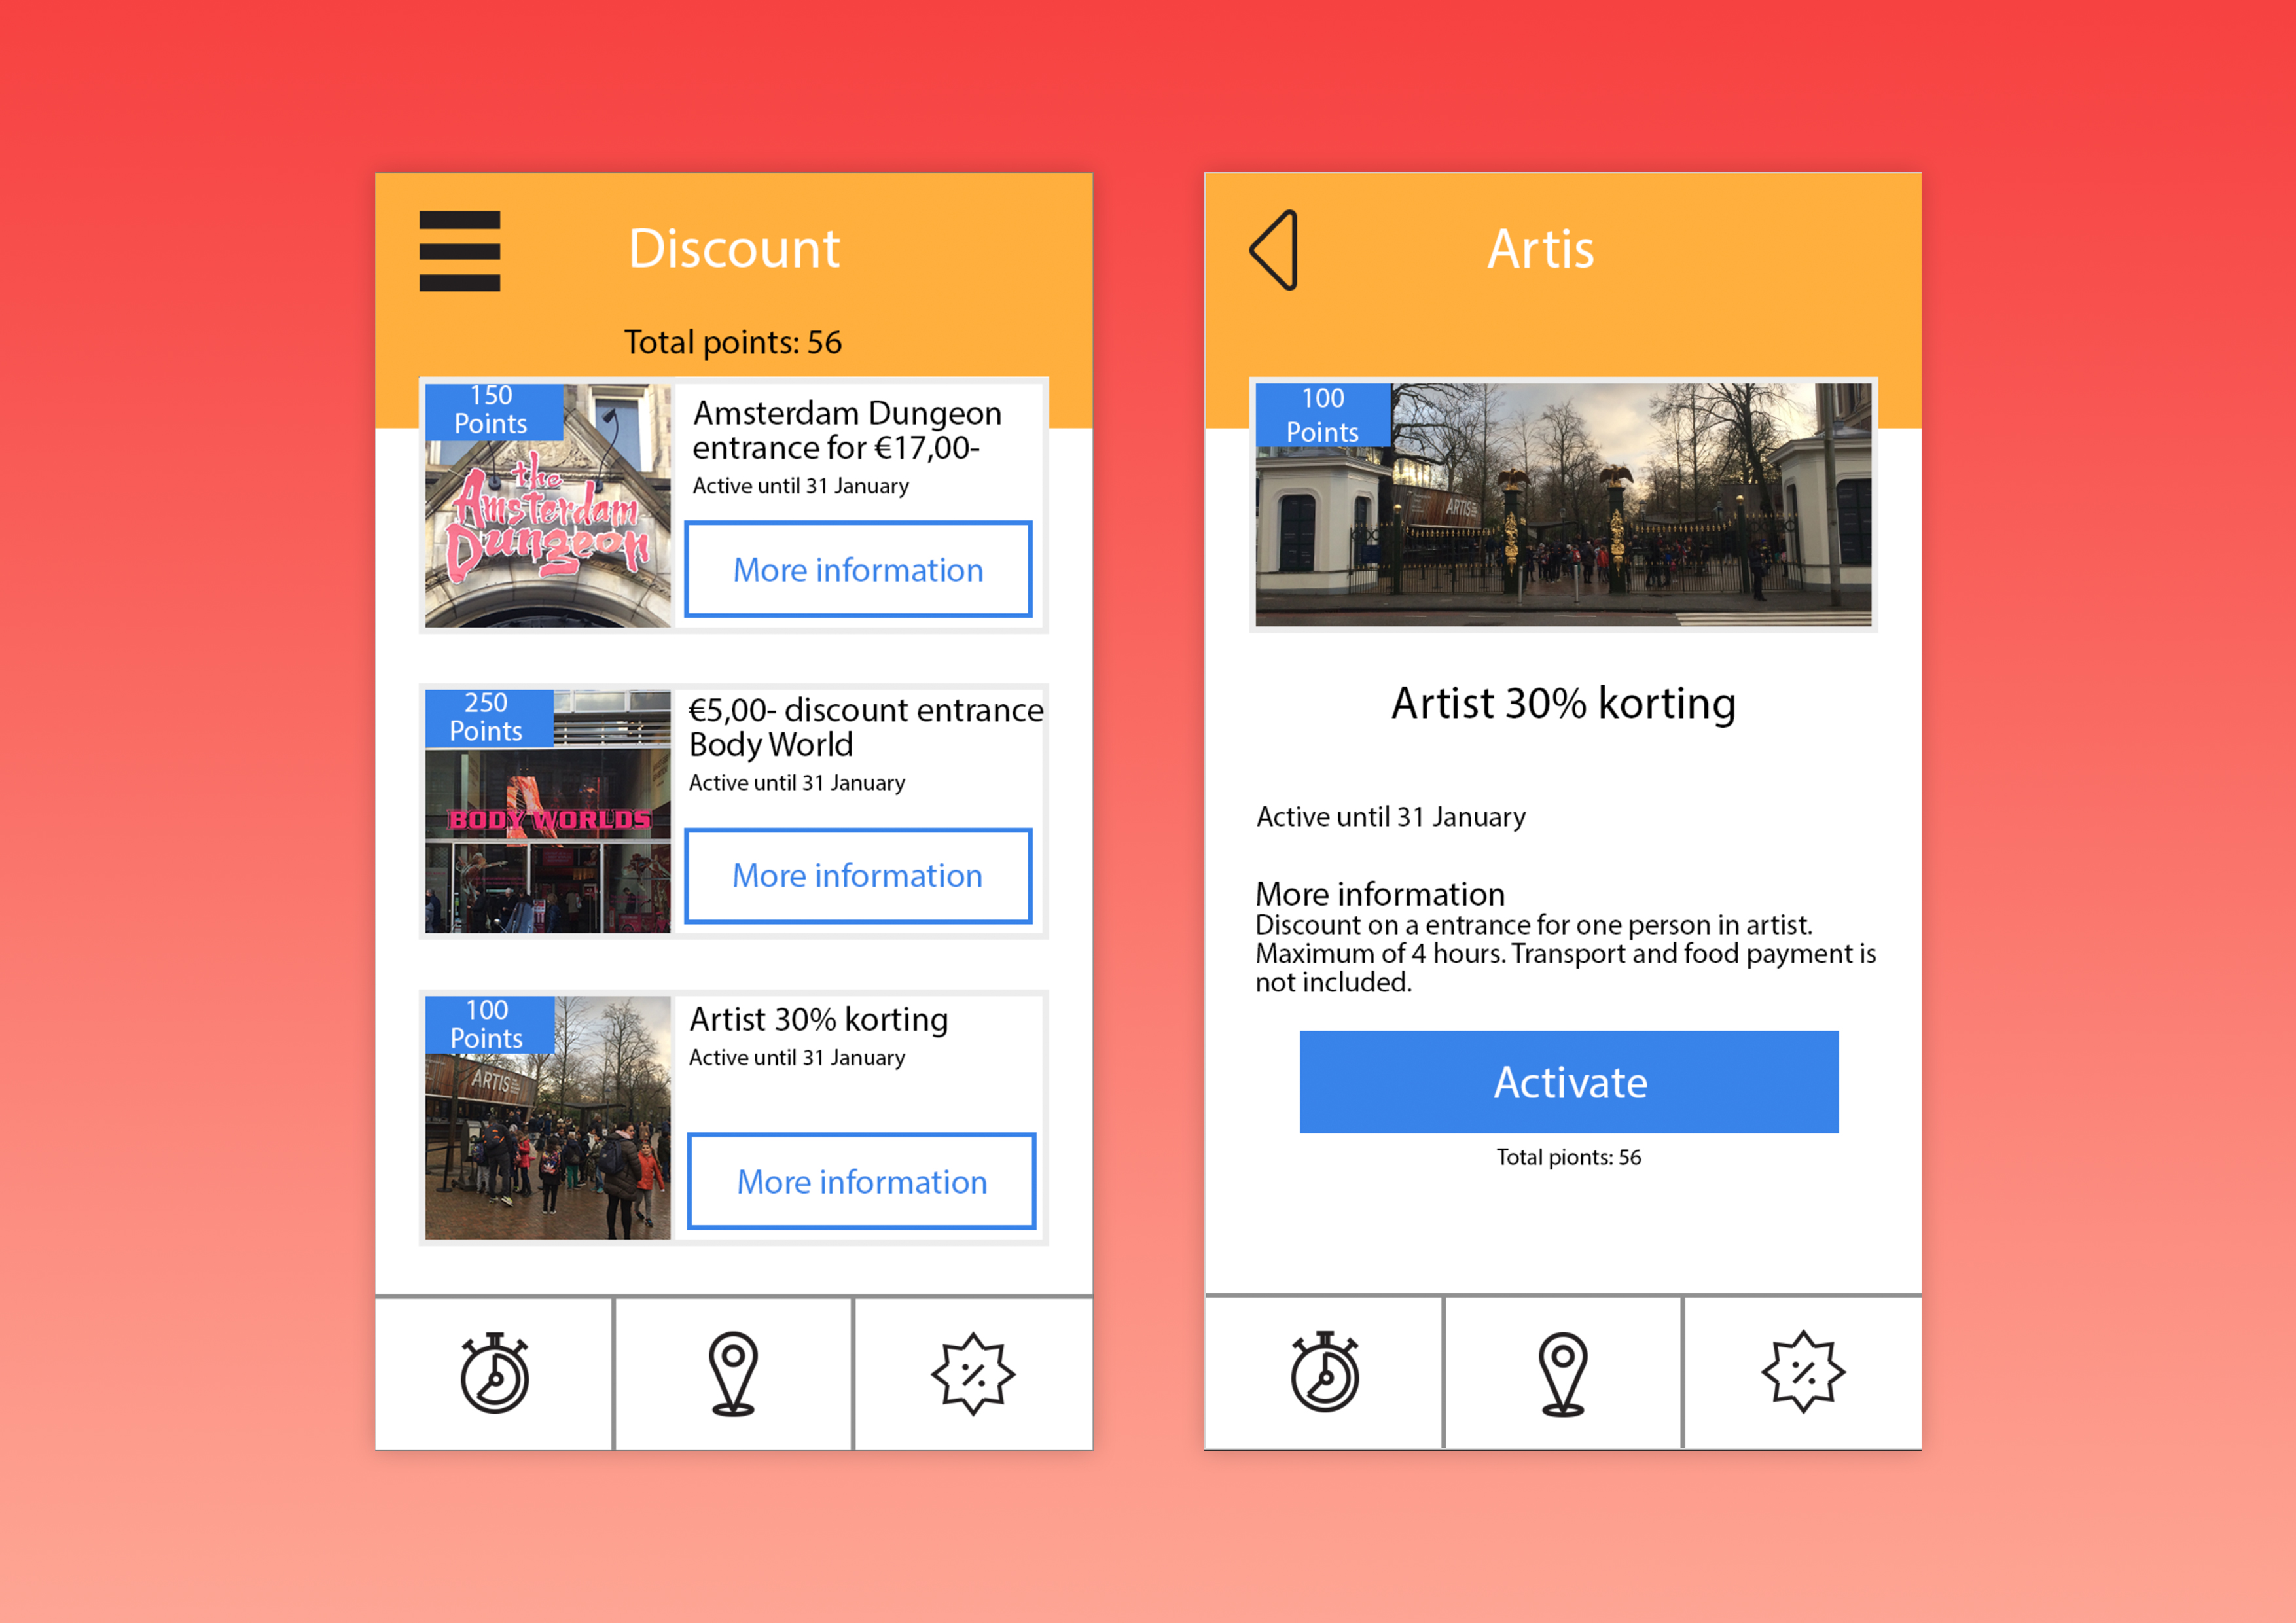 Discount
Total points: 56
150
Points
the
Amsterdam
Dungeon
Amsterdam Dungeon
entrance for €17,00-
Active until 31 January
More information
250
Points
BODY WORLDS
€5,00- discount entrance
Body World
Active until 31 January
More information
100
Points
ARTIS
Artist 30% korting
Active until 31 January
More information
Artis
100
Points
ARTIS
Artist 30% korting
Active until 31 January
More information
Discount on a entrance for one person in artist.
Maximum of 4 hours. Transport and food payment is
not included.
Activate
Total pionts: 56